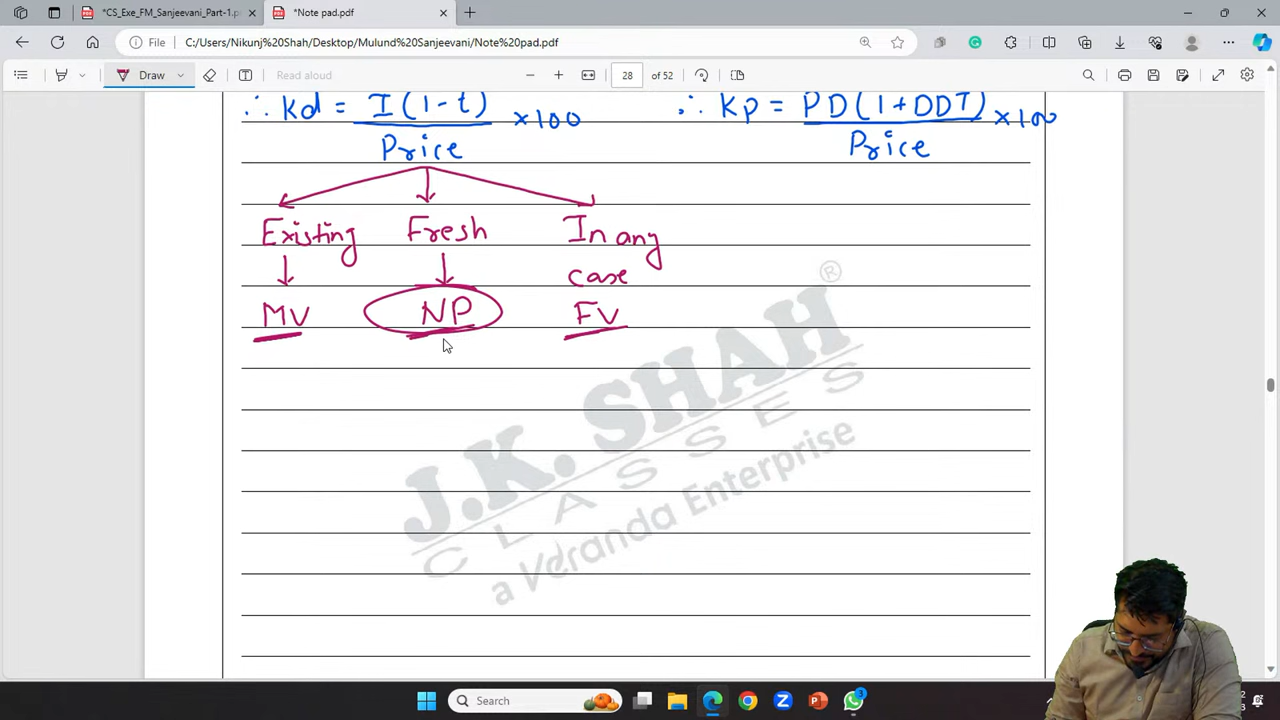 *CS_Exe_FM_Sanjeevani_Part-1.p
*Note pad.pdf
File
C:/Users/Nikunj%20Shah/Desktop/Mulund%20Sanjeevani/Note%20pad.pdf
Draw
Read aloud
28 of 52
∴ Kd = I(1-t) / Price ×100
∴ Kp = PD(1+DDT) / Price ×100
Existing Fresh In any
case
MV NP FV
J.K. SHAH ®
CLASSES
a Veranda Enterprise
Search
3